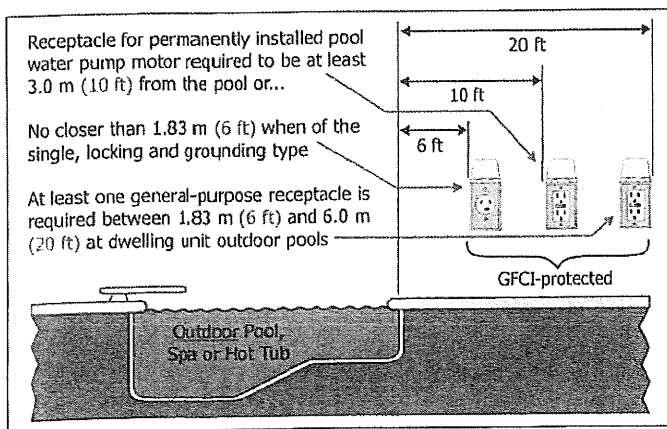 Receptacle for permanently installed pool
water pump motor required to be at least
3.0 m (10 ft) from the pool or...
No closer than 1.83 m (6 ft) when of the
single, locking and grounding type
At least one general-purpose receptacle is
required between 1.83 m (6 ft) and 6.0 m
(20 ft) at dwelling unit outdoor pools
20 ft
10 ft
6 ft
GFCI-protected
Outdoor Pool,
Spa or Hot Tub